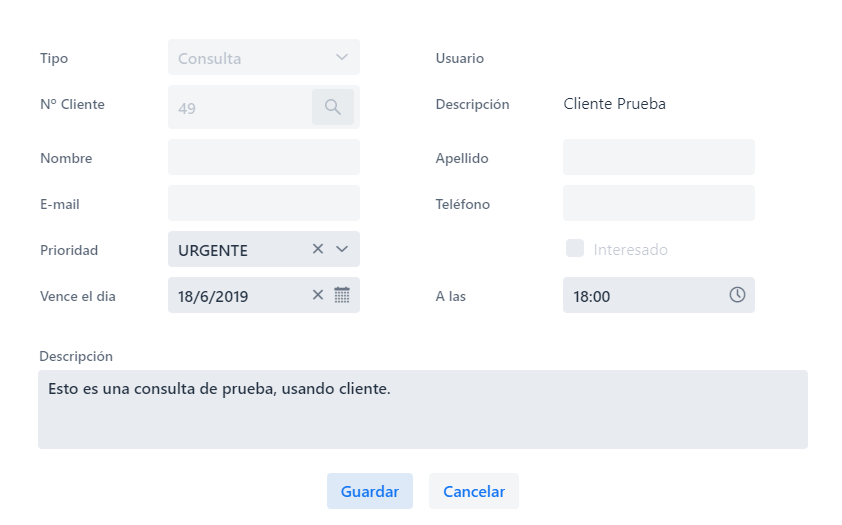 Tipo Consulta Usuario
Nº Cliente 49 Descripción Cliente Prueba
Nombre Apellido
E-mail Teléfono
Prioridad URGENTE Interesado
Vence el dia 18/6/2019 A las 18:00
Descripción
Esto es una consulta de prueba, usando cliente.
Guardar Cancelar